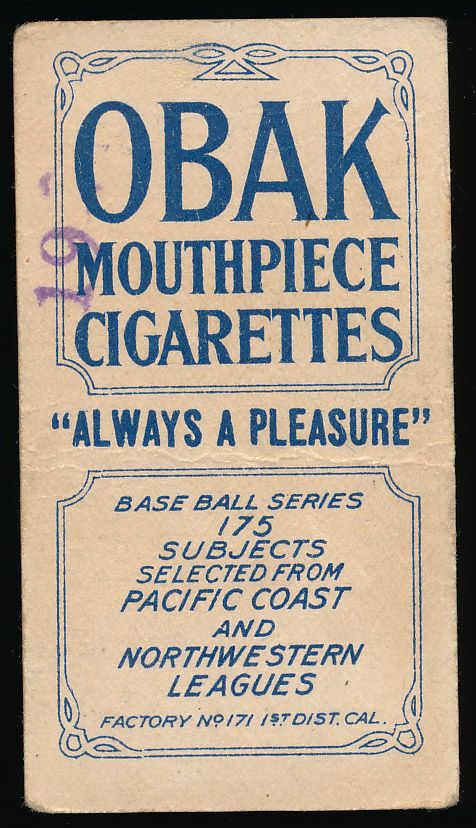 OBAK
MOUTHPIECE
CIGARETTES
"ALWAYS A PLEASURE"
BASE BALL SERIES
175
SUBJECTS
SELECTED FROM
PACIFIC COAST
AND
NORTHWESTERN
LEAGUES
FACTORY Nº 171 1ST DIST. CAL.